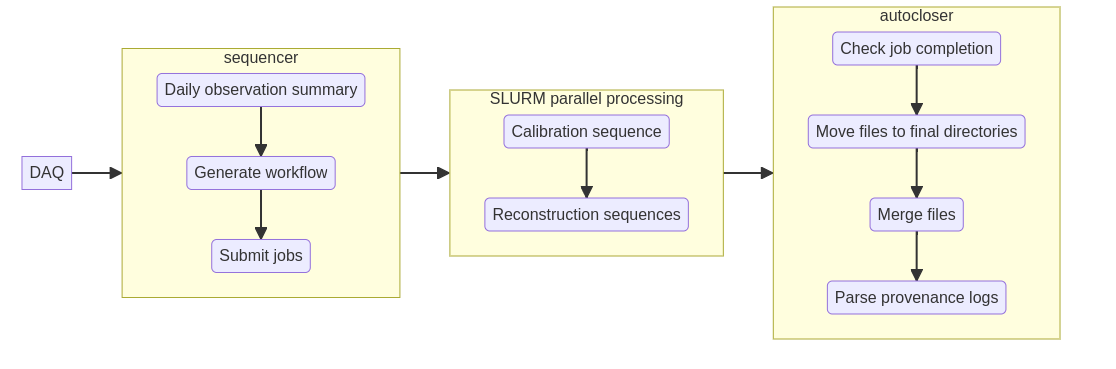 DAQ
sequencer
Daily observation summary
Generate workflow
Submit jobs
SLURM parallel processing
Calibration sequence
Reconstruction sequences
autocloser
Check job completion
Move files to final directories
Merge files
Parse provenance logs